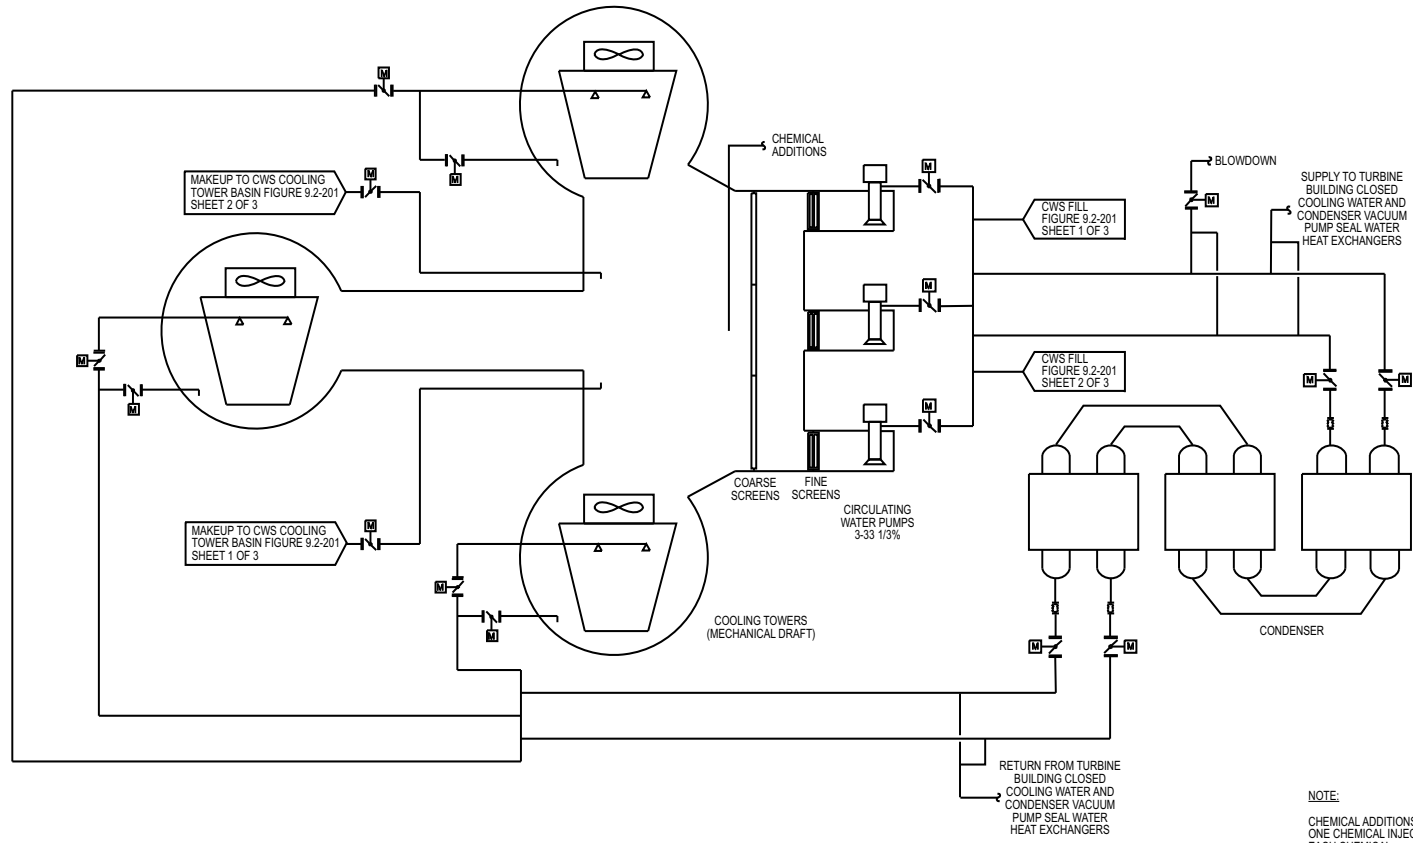 M
CHEMICAL
ADDITIONS
M
M
BLOWDOWN
MAKEUP TO CWS COOLING
TOWER BASIN FIGURE 9.2-201
SHEET 2 OF 3
M
M
M
SUPPLY TO TURBINE
BUILDING CLOSED
COOLING WATER AND
CONDENSER VACUUM
PUMP SEAL WATER
HEAT EXCHANGERS
CWS FILL
FIGURE 9.2-201
SHEET 1 OF 3
M
M
M
CWS FILL
FIGURE 9.2-201
SHEET 2 OF 3
M
M
M
COARSE
SCREENS
FINE
SCREENS
CIRCULATING
WATER PUMPS
3-33 1/3%
MAKEUP TO CWS COOLING
TOWER BASIN FIGURE 9.2-201
SHEET 1 OF 3
M
M
M
COOLING TOWERS
(MECHANICAL DRAFT)
CONDENSER
M
M
RETURN FROM TURBINE
BUILDING CLOSED
COOLING WATER AND
CONDENSER VACUUM
PUMP SEAL WATER
HEAT EXCHANGERS
NOTE:
CHEMICAL ADDITIONS
ONE CHEMICAL INJEC